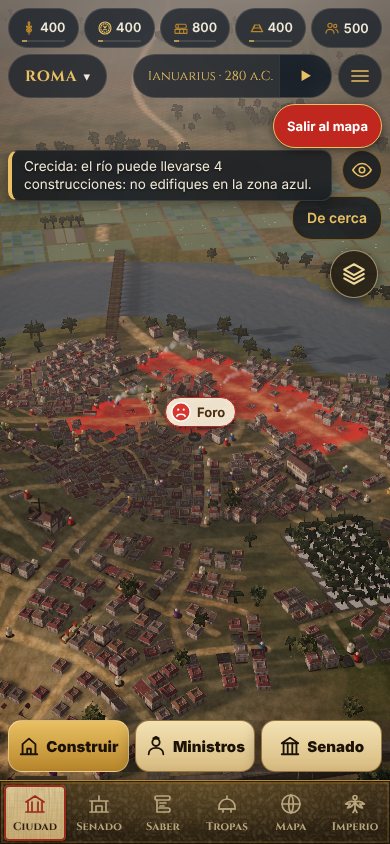 400
400
800
400
500
ROMA ▾
IANUARIUS · 280 A.C.
Salir al mapa
Crecida: el río puede llevarse 4
construcciones: no edifiques en la zona azul.
De cerca
Foro
Construir
Ministros
Senado
CIUDAD
SENADO
SABER
TROPAS
MAPA
IMPERIO